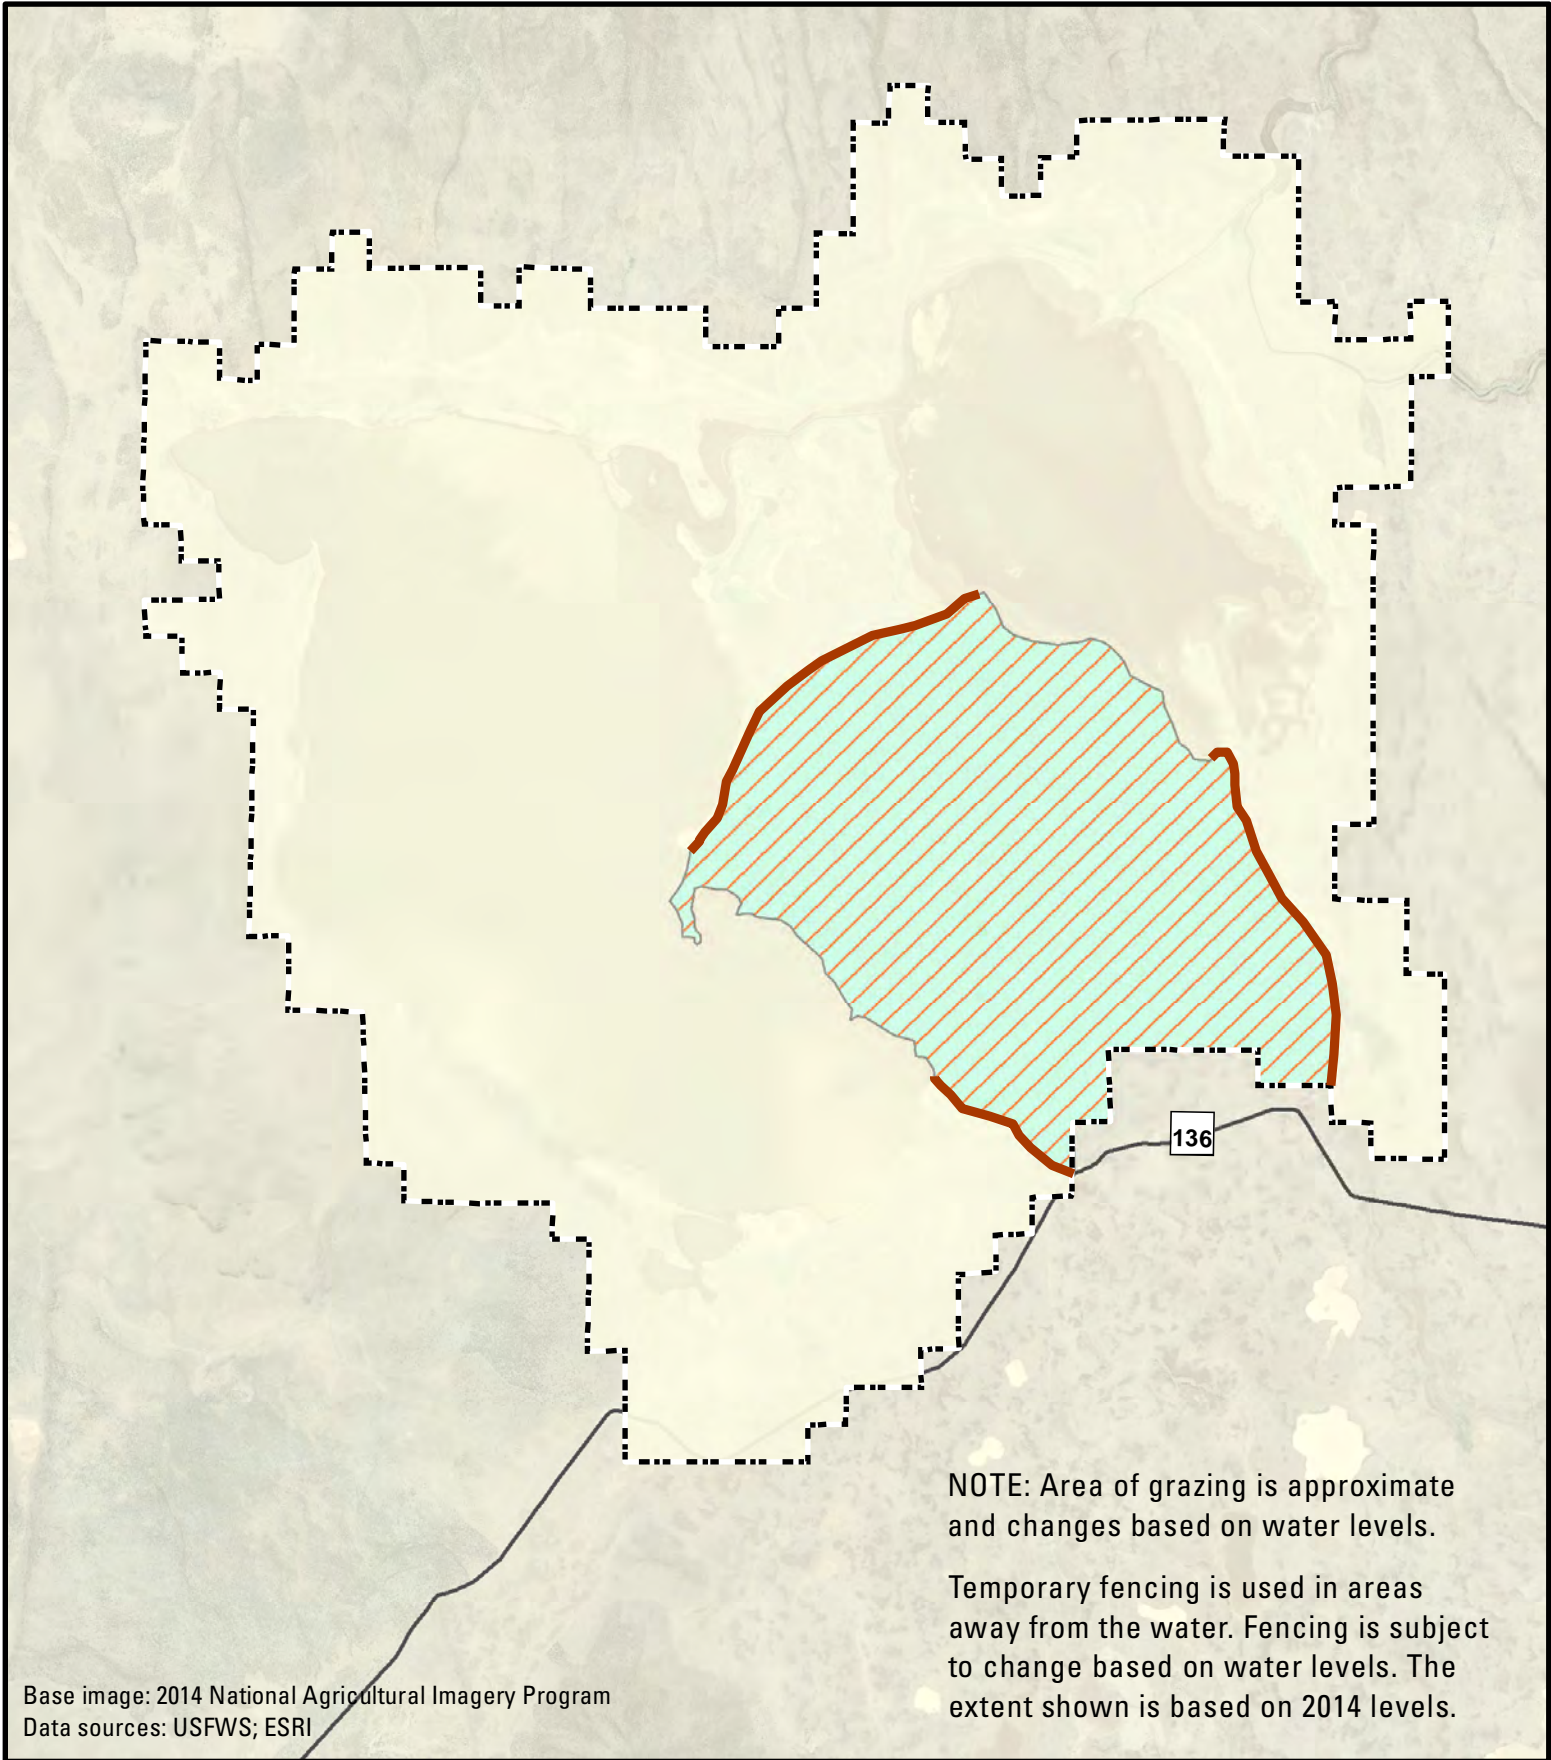 136
NOTE: Area of grazing is approximate
and changes based on water levels.
Temporary fencing is used in areas
away from the water. Fencing is subject
to change based on water levels. The
extent shown is based on 2014 levels.
Base image: 2014 National Agricultural Imagery Program
Data sources: USFWS; ESRI